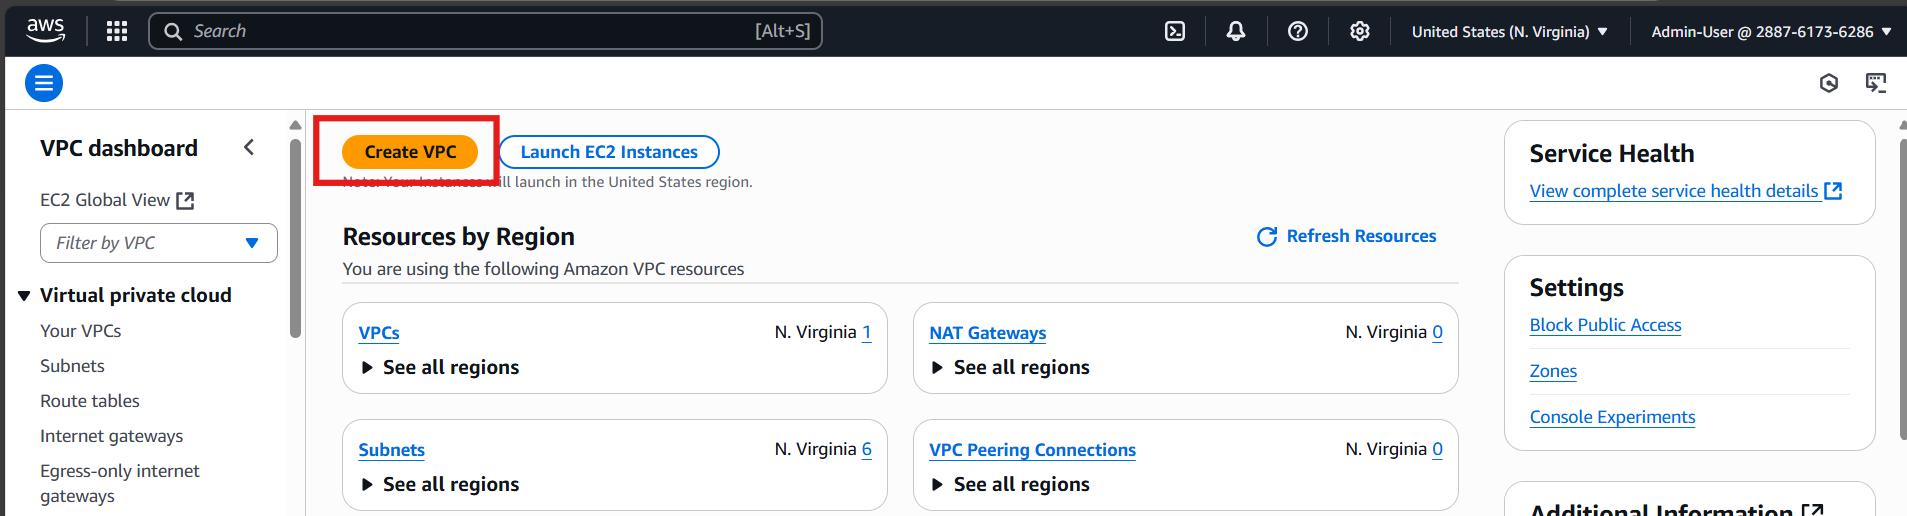 aws
Search [Alt+S]
United States (N. Virginia) Admin-User @ 2887-6173-6286
VPC dashboard
EC2 Global View
Filter by VPC
Virtual private cloud
Your VPCs
Subnets
Route tables
Internet gateways
Egress-only internet
gateways
Create VPC Launch EC2 Instances
Note: Your Instances will launch in the United States region.
Resources by Region Refresh Resources
You are using the following Amazon VPC resources
VPCs N. Virginia 1
See all regions
NAT Gateways N. Virginia 0
See all regions
Subnets N. Virginia 6
See all regions
VPC Peering Connections N. Virginia 0
See all regions
Service Health
View complete service health details
Settings
Block Public Access
Zones
Console Experiments
Additional Information